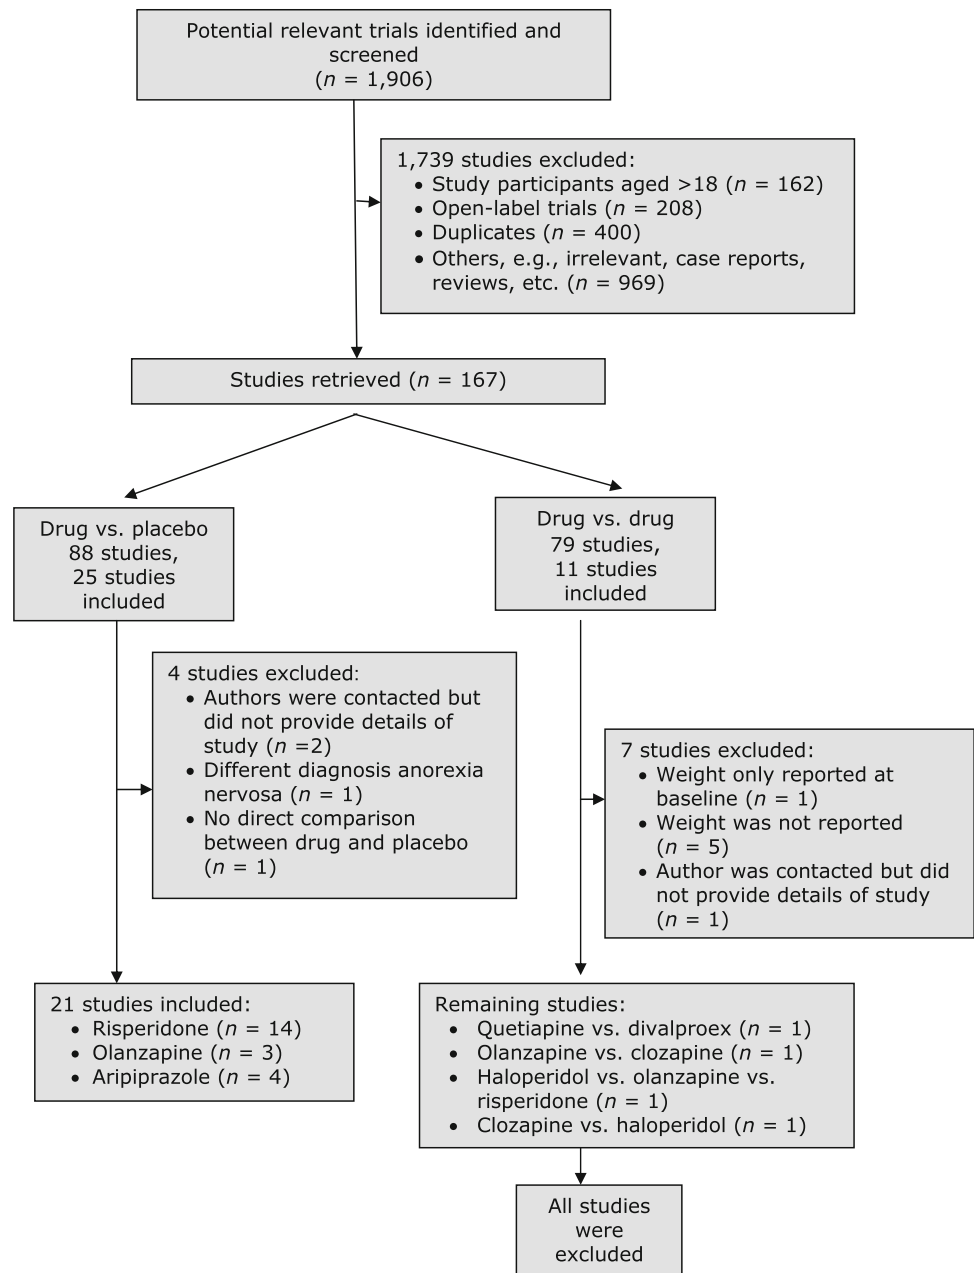 Potential relevant trials identified and
screened
(n = 1,906)
1,739 studies excluded:
• Study participants aged >18 (n = 162)
• Open-label trials (n = 208)
• Duplicates (n = 400)
• Others, e.g., irrelevant, case reports,
reviews, etc. (n = 969)
Studies retrieved (n = 167)
Drug vs. placebo
88 studies,
25 studies
included
Drug vs. drug
79 studies,
11 studies
included
4 studies excluded:
• Authors were contacted but
did not provide details of
study (n =2)
• Different diagnosis anorexia
nervosa (n = 1)
• No direct comparison
between drug and placebo
(n = 1)
7 studies excluded:
• Weight only reported at
baseline (n = 1)
• Weight was not reported
(n = 5)
• Author was contacted but did
not provide details of study
(n = 1)
21 studies included:
• Risperidone (n = 14)
• Olanzapine (n = 3)
• Aripiprazole (n = 4)
Remaining studies:
• Quetiapine vs. divalproex (n = 1)
• Olanzapine vs. clozapine (n = 1)
• Haloperidol vs. olanzapine vs.
risperidone (n = 1)
• Clozapine vs. haloperidol (n = 1)
All studies
were
excluded